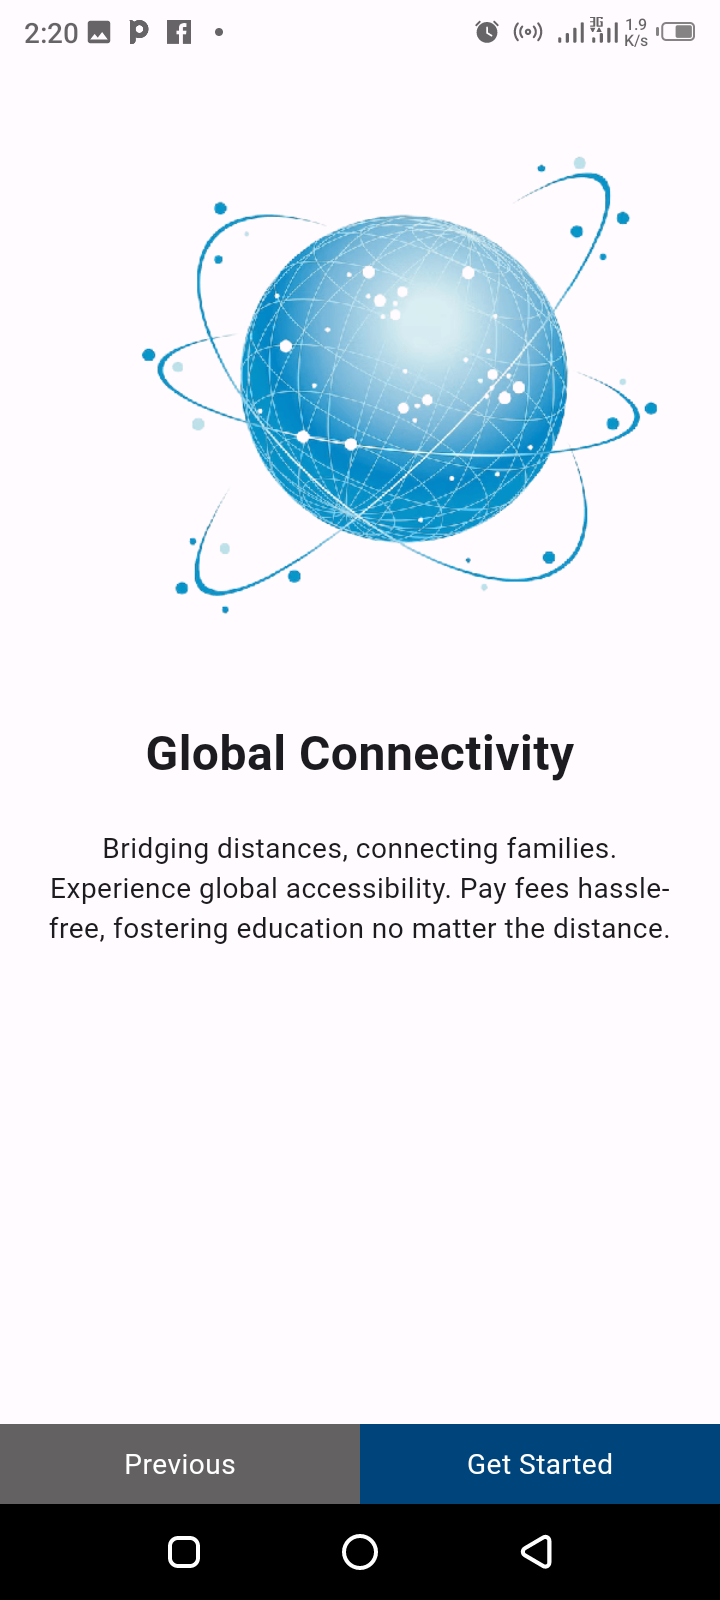 2:20
3G
1.9
K/s
Global Connectivity
Bridging distances, connecting families.
Experience global accessibility. Pay fees hassle-
free, fostering education no matter the distance.
Previous
Get Started